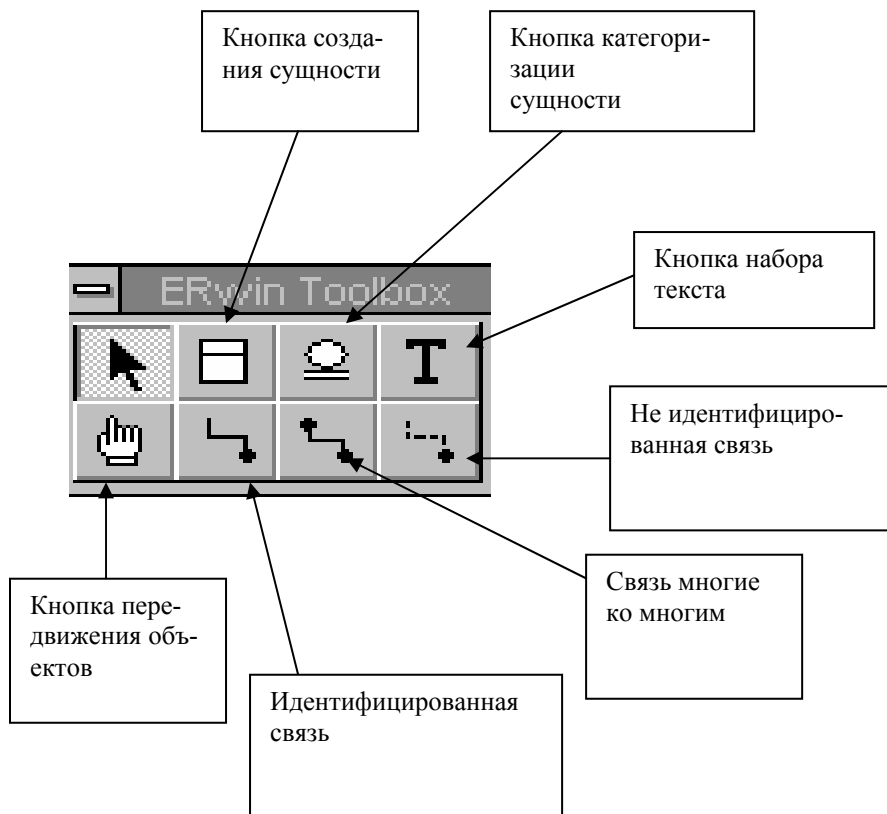 Кнопка созда-
ния сущности
Кнопка категори-
зации
сущности
Кнопка набора
текста
ERwin Toolbox
T
Не идентифициро-
ванная связь
Связь многие
ко многим
Кнопка пере-
движения объ-
ектов
Идентифицированная
связь